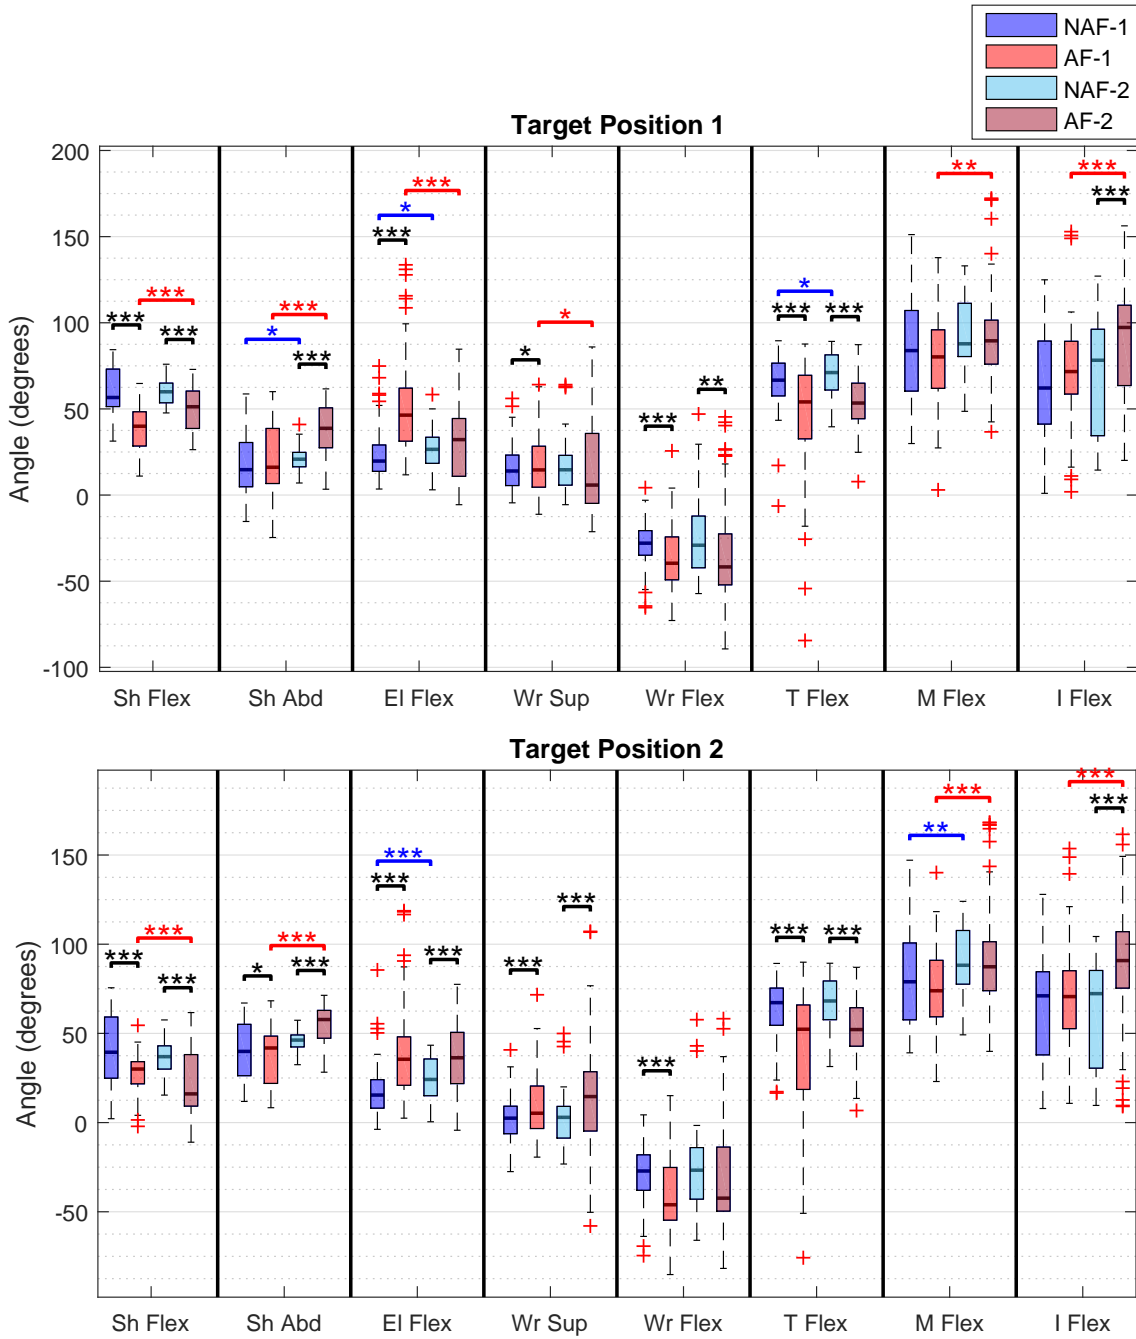 NAF-1
AF-1
NAF-2
AF-2
Target Position 1
200
150
100
50
0
-50
-100
Angle (degrees)
*** *** ***
* *** ***
*** * ***
* *
*** **
* *** ***
**
*** ***
Sh Flex Sh Abd El Flex Wr Sup Wr Flex T Flex M Flex I Flex
Target Position 2
150
100
50
0
-50
Angle (degrees)
*** *** ***
* *** ***
*** *** ***
*** ***
***
*** ***
** ***
*** ***
Sh Flex Sh Abd El Flex Wr Sup Wr Flex T Flex M Flex I Flex